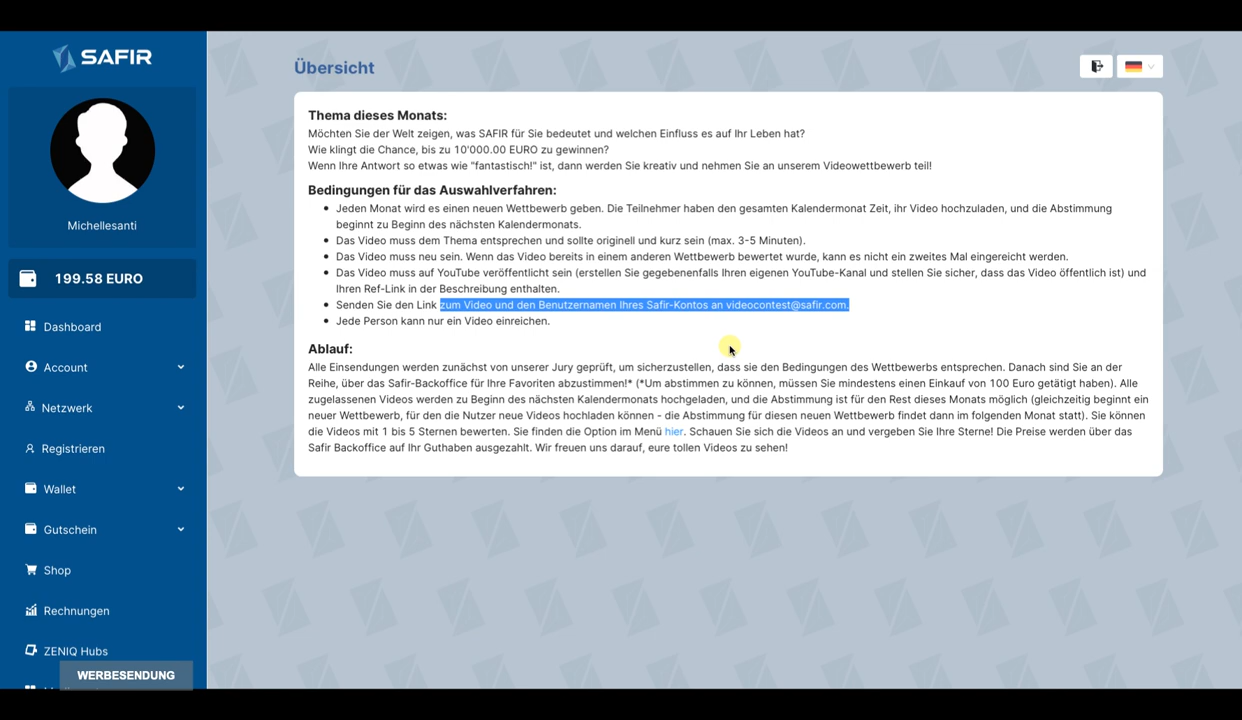 SAFIR
Michellesanti
199.58 EURO
Dashboard
Account
Netzwerk
Registrieren
Wallet
Gutschein
Shop
Rechnungen
ZENIQ Hubs
WERBESENDUNG
Übersicht
Thema dieses Monats:
Möchten Sie der Welt zeigen, was SAFIR für Sie bedeutet und welchen Einfluss es auf Ihr Leben hat?
Wie klingt die Chance, bis zu 10'000.00 EURO zu gewinnen?
Wenn Ihre Antwort so etwas wie "fantastisch!" ist, dann werden Sie kreativ und nehmen Sie an unserem Videowettbewerb teil!
Bedingungen für das Auswahlverfahren:
Jeden Monat wird es einen neuen Wettbewerb geben. Die Teilnehmer haben den gesamten Kalendermonat Zeit, ihr Video hochzuladen, und die Abstimmung
beginnt zu Beginn des nächsten Kalendermonats.
Das Video muss dem Thema entsprechen und sollte originell und kurz sein (max. 3-5 Minuten).
Das Video muss neu sein. Wenn das Video bereits in einem anderen Wettbewerb bewertet wurde, kann es nicht ein zweites Mal eingereicht werden.
Das Video muss auf YouTube veröffentlicht sein (erstellen Sie gegebenenfalls Ihren eigenen YouTube-Kanal und stellen Sie sicher, dass das Video öffentlich ist) und
Ihren Ref-Link in der Beschreibung enthalten.
Senden Sie den Link zum Video und den Benutzernamen Ihres Safir-Kontos an videocontest@safir.com.
Jede Person kann nur ein Video einreichen.
Ablauf:
Alle Einsendungen werden zunächst von unserer Jury geprüft, um sicherzustellen, dass sie den Bedingungen des Wettbewerbs entsprechen. Danach sind Sie an der
Reihe, über das Safir-Backoffice für Ihre Favoriten abzustimmen!* (*Um abstimmen zu können, müssen Sie mindestens einen Einkauf von 100 Euro getätigt haben). Alle
zugelassenen Videos werden zu Beginn des nächsten Kalendermonats hochgeladen, und die Abstimmung ist für den Rest dieses Monats möglich (gleichzeitig beginnt ein
neuer Wettbewerb, für den die Nutzer neue Videos hochladen können - die Abstimmung für diesen neuen Wettbewerb findet dann im folgenden Monat statt). Sie können
die Videos mit 1 bis 5 Sternen bewerten. Sie finden die Option im Menü hier. Schauen Sie sich die Videos an und vergeben Sie Ihre Sterne! Die Preise werden über das
Safir Backoffice auf Ihr Guthaben ausgezahlt. Wir freuen uns darauf, eure tollen Videos zu sehen!